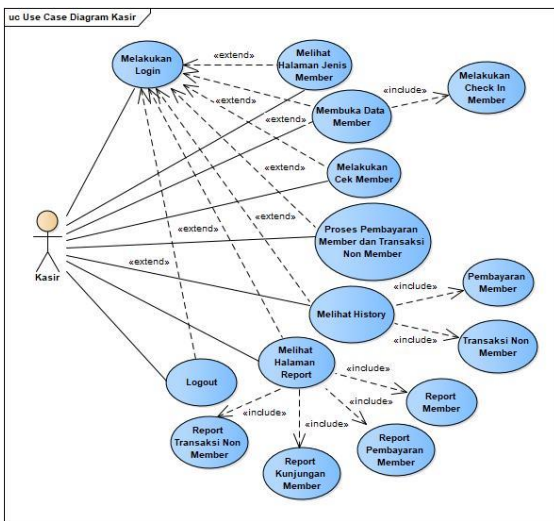 uc Use Case Diagram Kasir
Melakukan
Login
«extend»
Melihat
Halaman Jenis
Member
«extend»
Membuka Data
Member
«include»
Melakukan
Check In
Member
«extend»
Melakukan
Cek Member
«extend»
Proses Pembayaran
Member dan Transaksi
Non Member
Kasir
«extend»
«extend»
«extend»
Melihat History
«include»
Pembayaran
Member
«include»
Transaksi Non
Member
Melihat
Halaman
Report
Logout
«include»
Report
Member
«include»
Report
Transaksi Non
Member
«include»
Report
Kunjungan
Member
«include»
Report
Pembayaran
Member